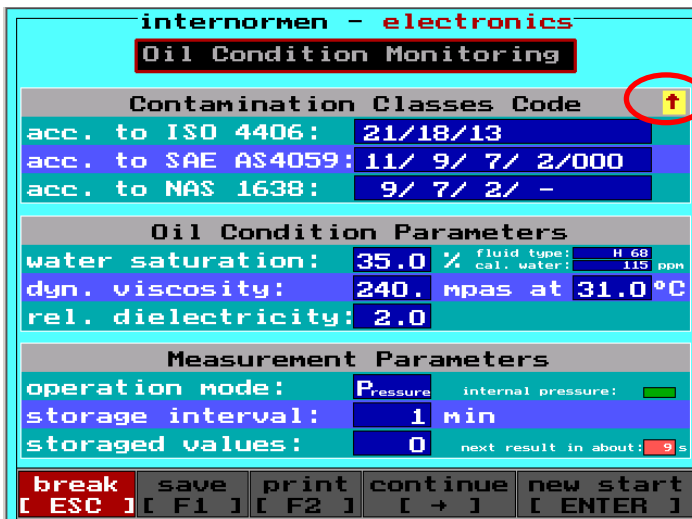 internormen - electronics
Oil Condition Monitoring
Contamination Classes Code ↑
acc. to ISO 4406: 21/18/13
acc. to SAE AS4059: 11/ 9/ 7/ 2/000
acc. to NAS 1638: 9/ 7/ 2/ -
Oil Condition Parameters
water saturation: 35.0 % fluid type: H 68
cal. water: 115 ppm
dyn. viscosity: 240. mpas at 31.0 ºC
rel. dielectricity: 2.0
Measurement Parameters
operation mode: Pressure internal pressure:
storage interval: 1 min
storaged values: 0 next result in about: 9 s
break save print continue new start
[ ESC ] [ F1 ] [ F2 ] [ → ] [ ENTER ]